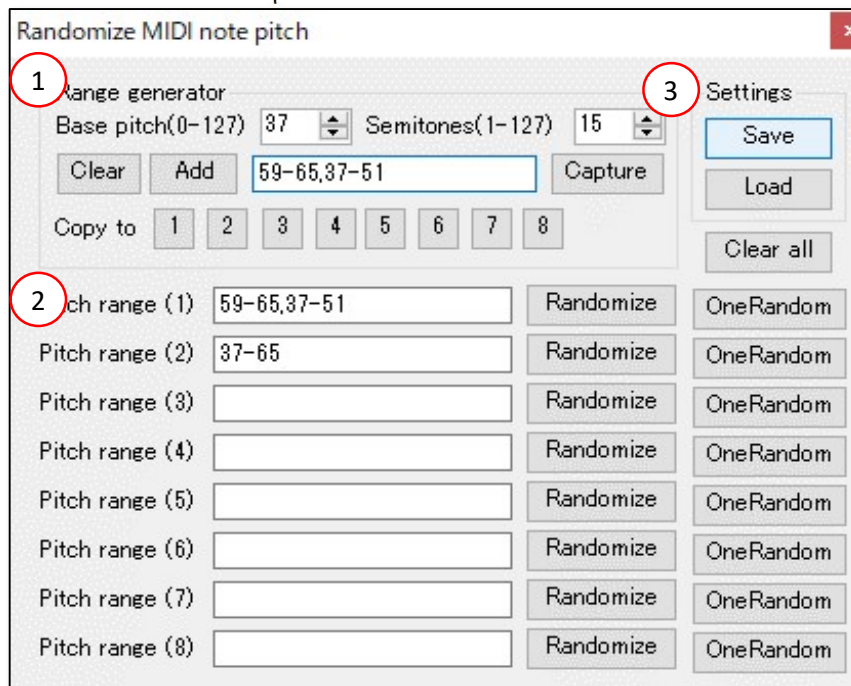 Randomize MIDI note pitch
×
1
Range generator
3
Settings
Base pitch(0-127) 37 Semitones(1-127) 15
Save
Clear Add 59-65,37-51 Capture
Load
Copy to 1 2 3 4 5 6 7 8
Clear all
2
ch range (1) 59-65,37-51 Randomize OneRandom
Pitch range (2) 37-65 Randomize OneRandom
Pitch range (3) Randomize OneRandom
Pitch range (4) Randomize OneRandom
Pitch range (5) Randomize OneRandom
Pitch range (6) Randomize OneRandom
Pitch range (7) Randomize OneRandom
Pitch range (8) Randomize OneRandom